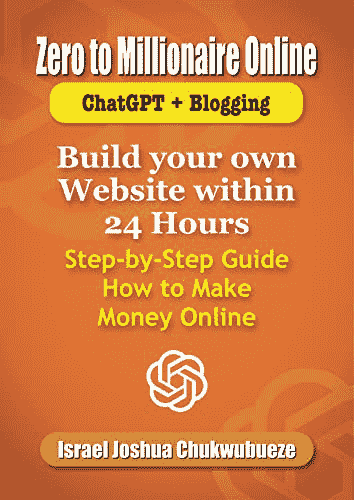 Zero to Millionaire Online
ChatGPT + Blogging
Build your own
Website within
24 Hours
Step-by-Step Guide
How to Make
Money Online
Israel Joshua Chukwubueze